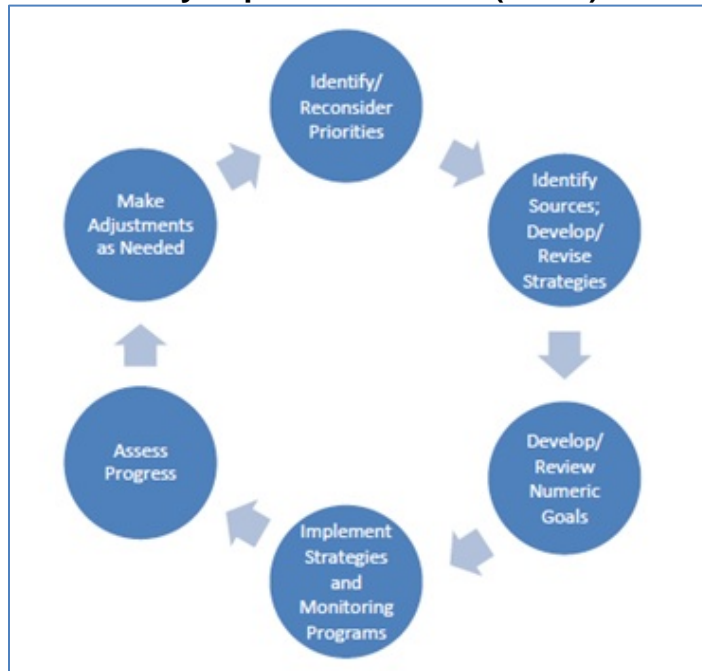 Identify/
Reconsider
Priorities
Identify
Sources;
Develop/
Revise
Strategies
Develop/
Review
Numeric
Goals
Implement
Strategies
and
Monitoring
Programs
Assess
Progress
Make
Adjustments
as Needed